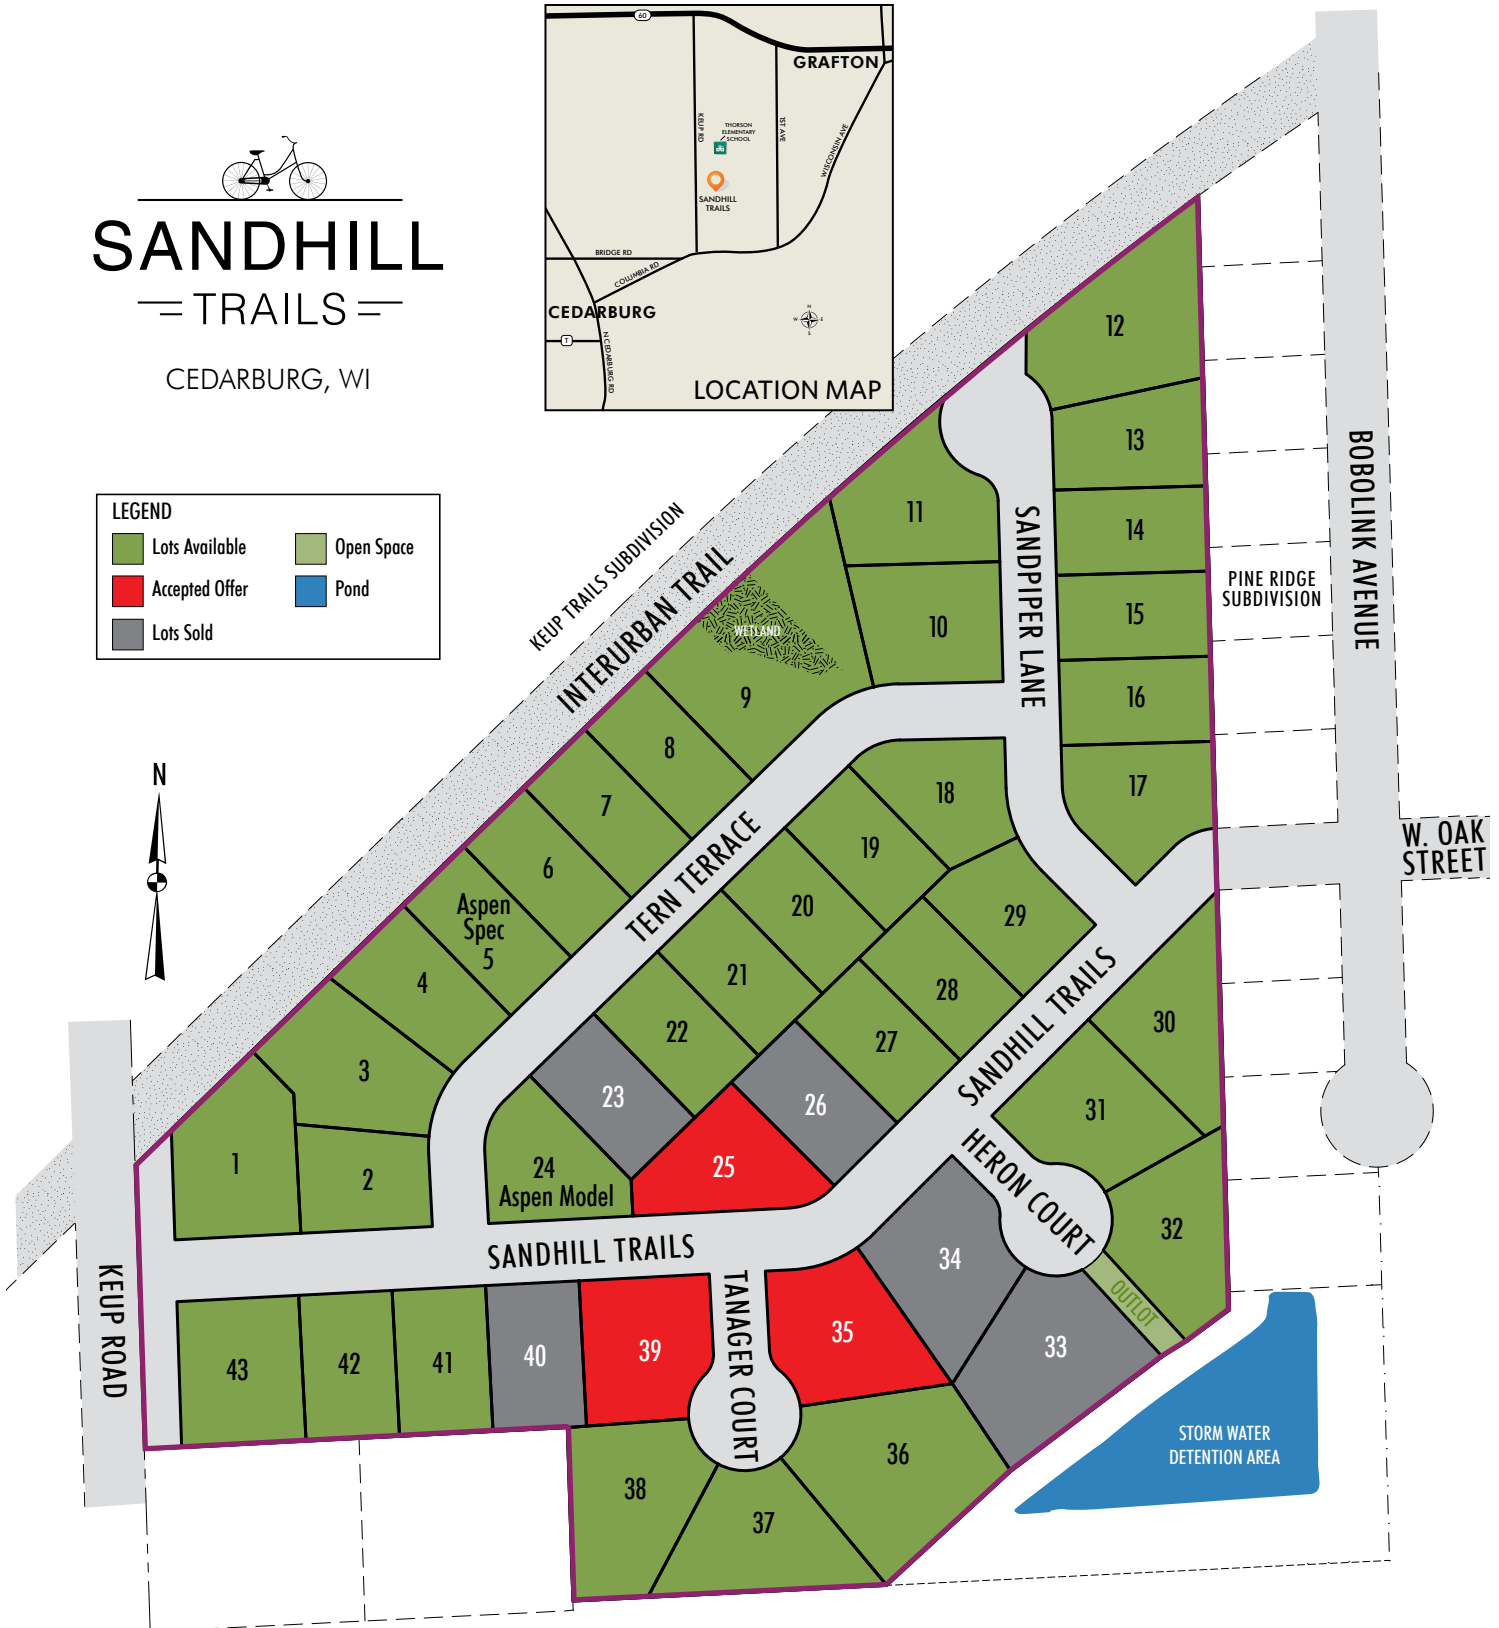 SANDHILL
TRAILS
CEDARBURG, WI
60
GRAFTON
KEUP RD
THORSON
ELEMENTARY
SCHOOL
1ST AVE
WISCONSIN AVE
SANDHILL
TRAILS
BRIDGE RD
COLUMBIA RD
CEDARBURG
T
N CEDARBURG RD
N
W
E
S
LOCATION MAP
LEGEND
Lots Available
Open Space
Accepted Offer
Pond
Lots Sold
KEUP TRAILS SUBDIVISION
INTERURBAN TRAIL
WETLAND
N
SANDPIPER LANE
BOBOLINK AVENUE
PINE RIDGE
SUBDIVISION
W. OAK
STREET
TERN TERRACE
SANDHILL TRAILS
SANDHILL TRAILS
HERON COURT
TANAGER COURT
KEUP ROAD
OUTLOT
STORM WATER
DETENTION AREA
1
2
3
4
Aspen
Spec
5
6
7
8
9
10
11
12
13
14
15
16
17
18
19
20
21
22
23
24
Aspen Model
25
26
27
28
29
30
31
32
33
34
35
36
37
38
39
40
41
42
43